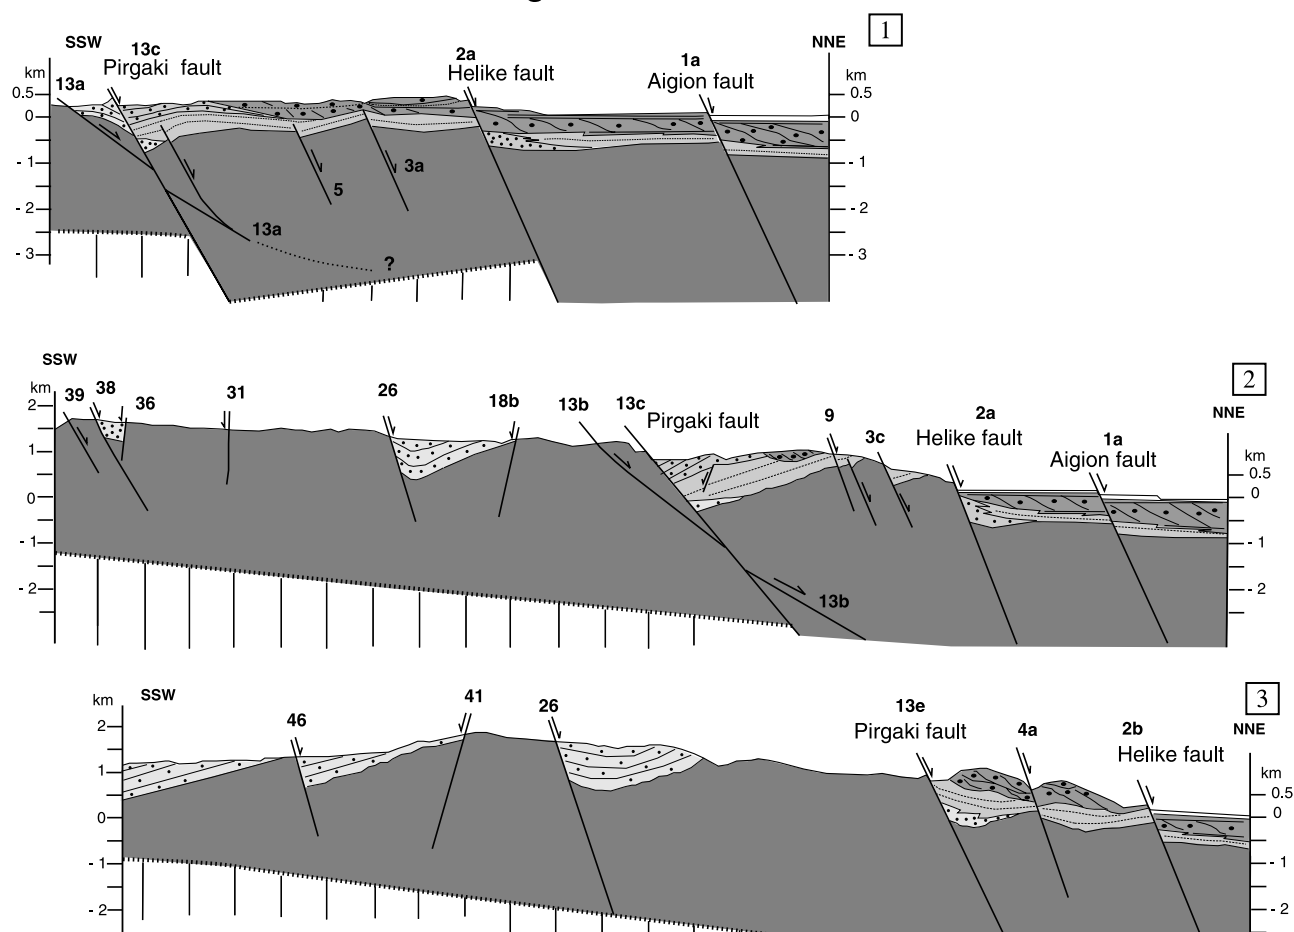 1
SSW
13c
Pirgaki fault
2a
Helike fault
1a
Aigion fault
NNE
km
km
13a
0.5
0
- 1
- 2
- 3
0.5
0
- 1
- 2
- 3
5
3a
13a
?
2
SSW
NNE
km
39
38
36
31
26
18b
13b
13c
Pirgaki fault
9
3c
2a
Helike fault
1a
Aigion fault
km
2
1
0
- 1
- 2
0.5
0
- 1
- 2
13b
3
SSW
NNE
km
46
41
26
13e
Pirgaki fault
4a
2b
Helike fault
km
2
1
0
- 1
- 2
0.5
0
- 1
- 2